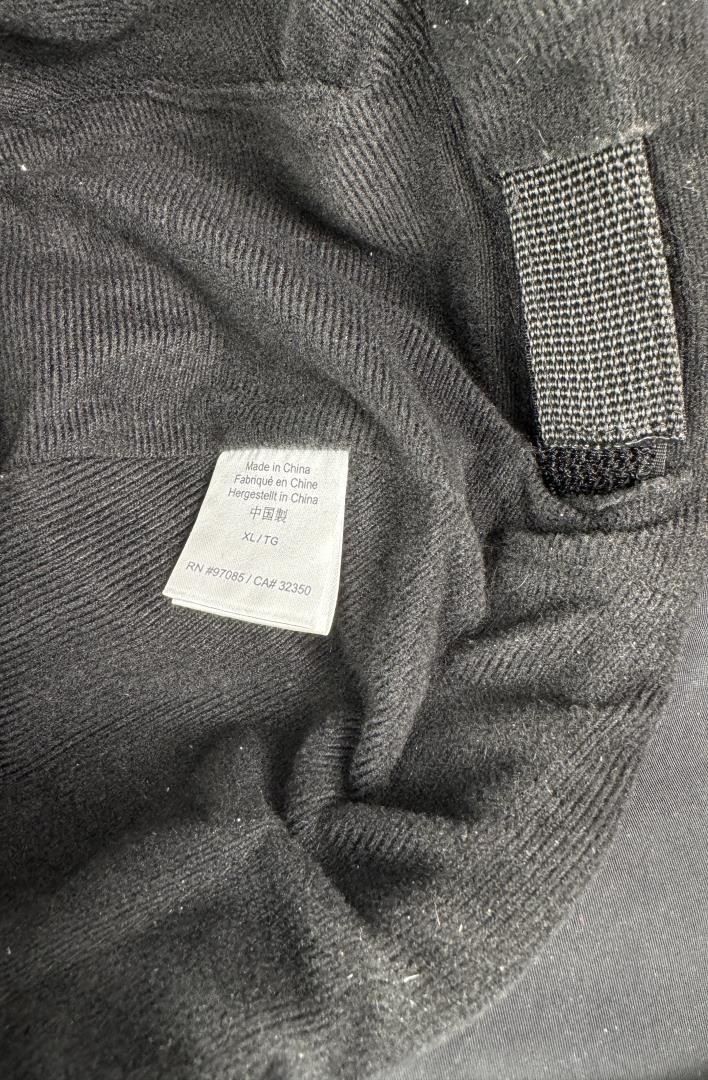 Made in China
Fabriqué en Chine
Hergestellt in China
中国製
XL / TG
RN #97085 / CA# 32350